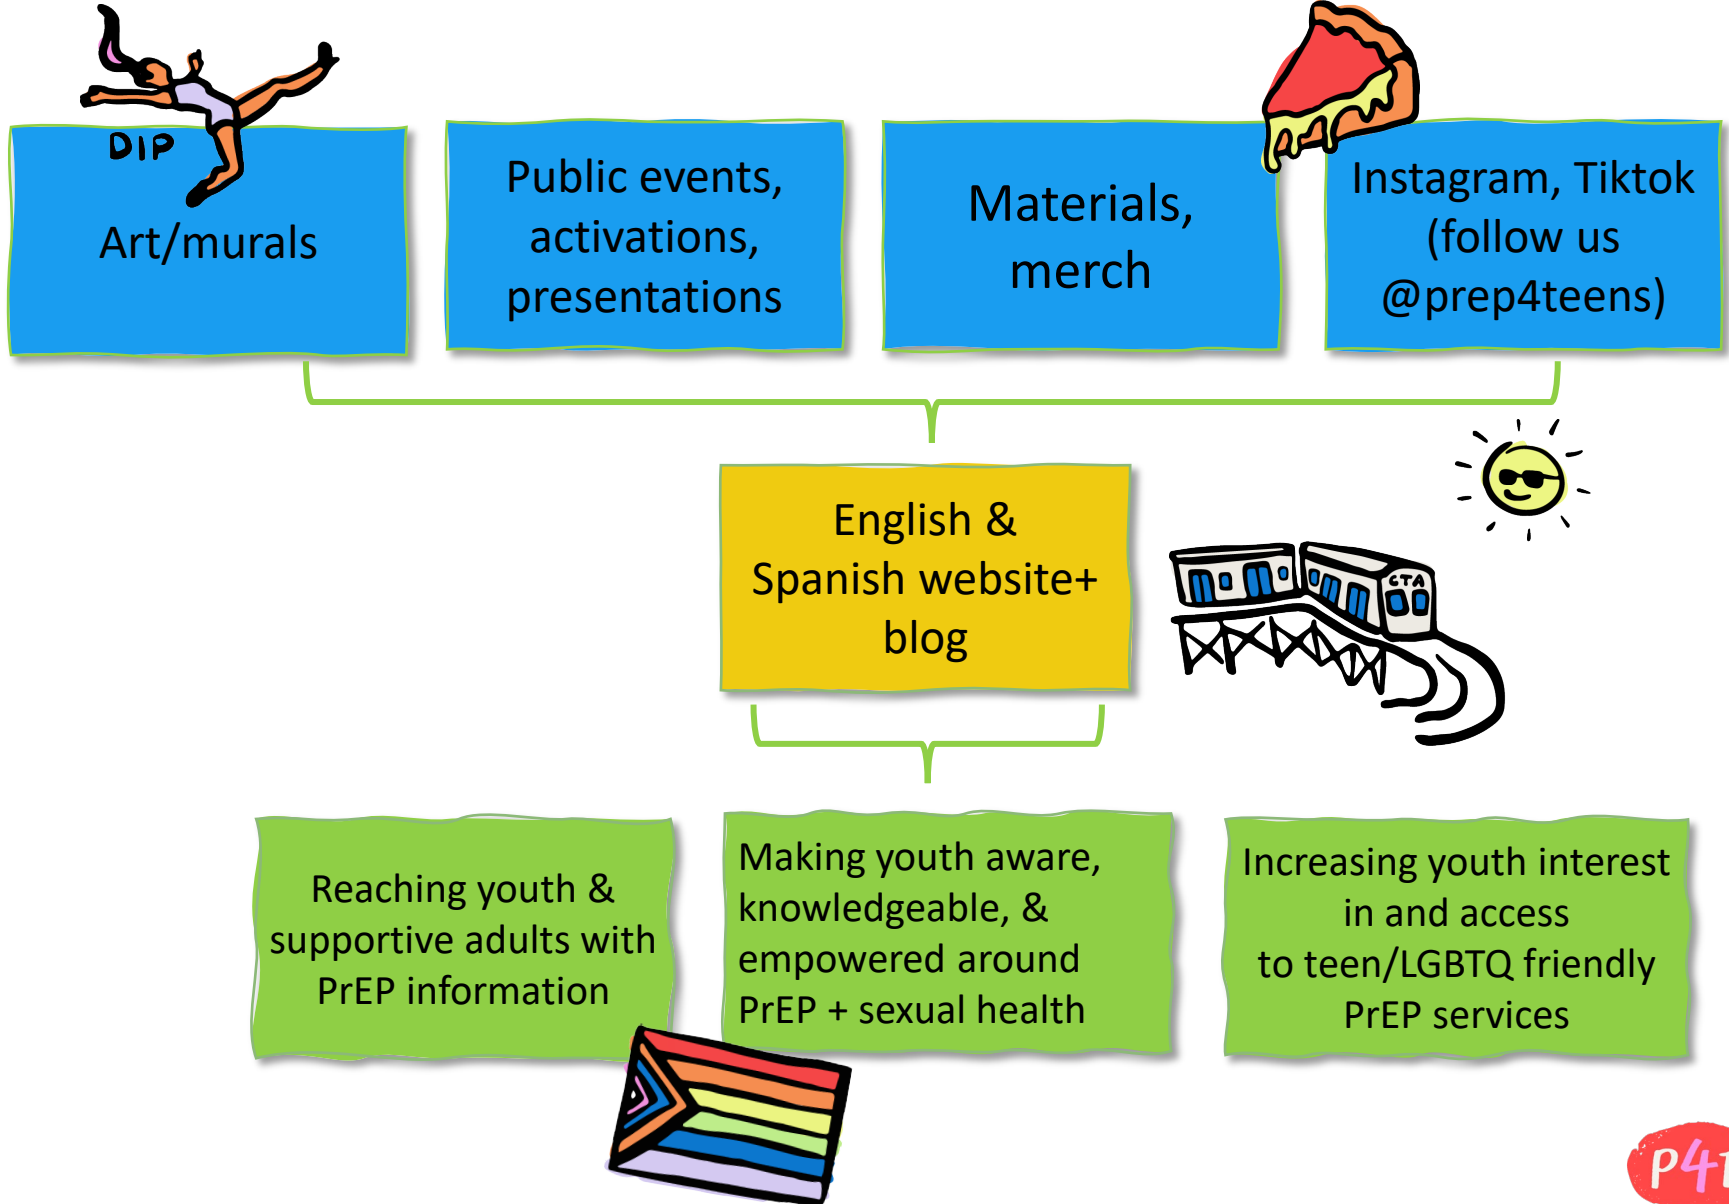 DIP
Art/murals
Public events,
activations,
presentations
Materials,
merch
Instagram, Tiktok
(follow us
@prep4teens)
English &
Spanish website+
blog
CTA
Reaching youth &
supportive adults with
PrEP information
Making youth aware,
knowledgeable, &
empowered around
PrEP + sexual health
Increasing youth interest
in and access
to teen/LGBTQ friendly
PrEP services
P4t